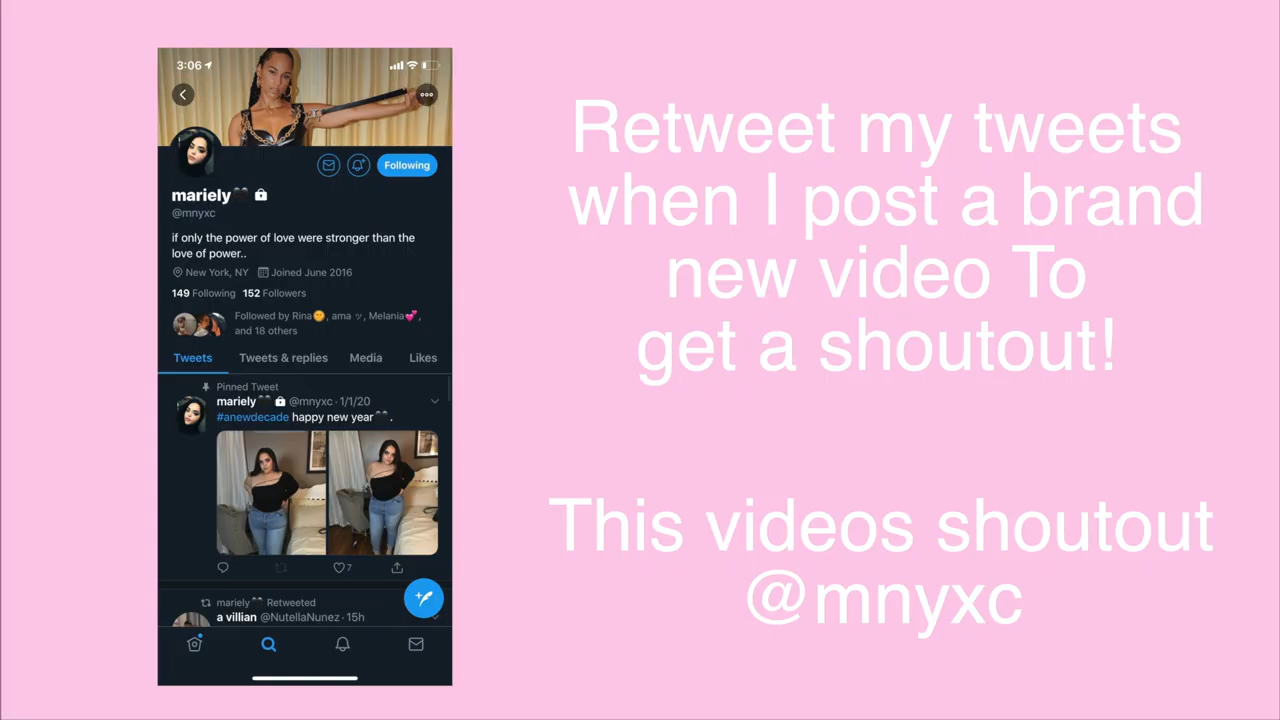 3:06
Following
mariely🖤 🔒
@mnyxc
if only the power of love were stronger than the
love of power..
New York, NY Joined June 2016
149 Following 152 Followers
Followed by Rina🌞, ama ッ, Melania💕,
and 18 others
Tweets Tweets & replies Media Likes
Pinned Tweet
mariely🖤 🔒 @mnyxc · 1/1/20
#anewdecade happy new year🖤.
7
mariely🖤 Retweeted
a villian @NutellaNunez · 15h
Retweet my tweets
when I post a brand
new video To
get a shoutout!
This videos shoutout
@mnyxc